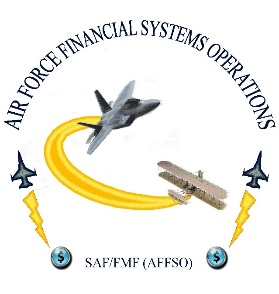 AIR FORCE FINANCIAL SYSTEMS OPERATIONS
$ $
SAF/FMF (AFFSO)